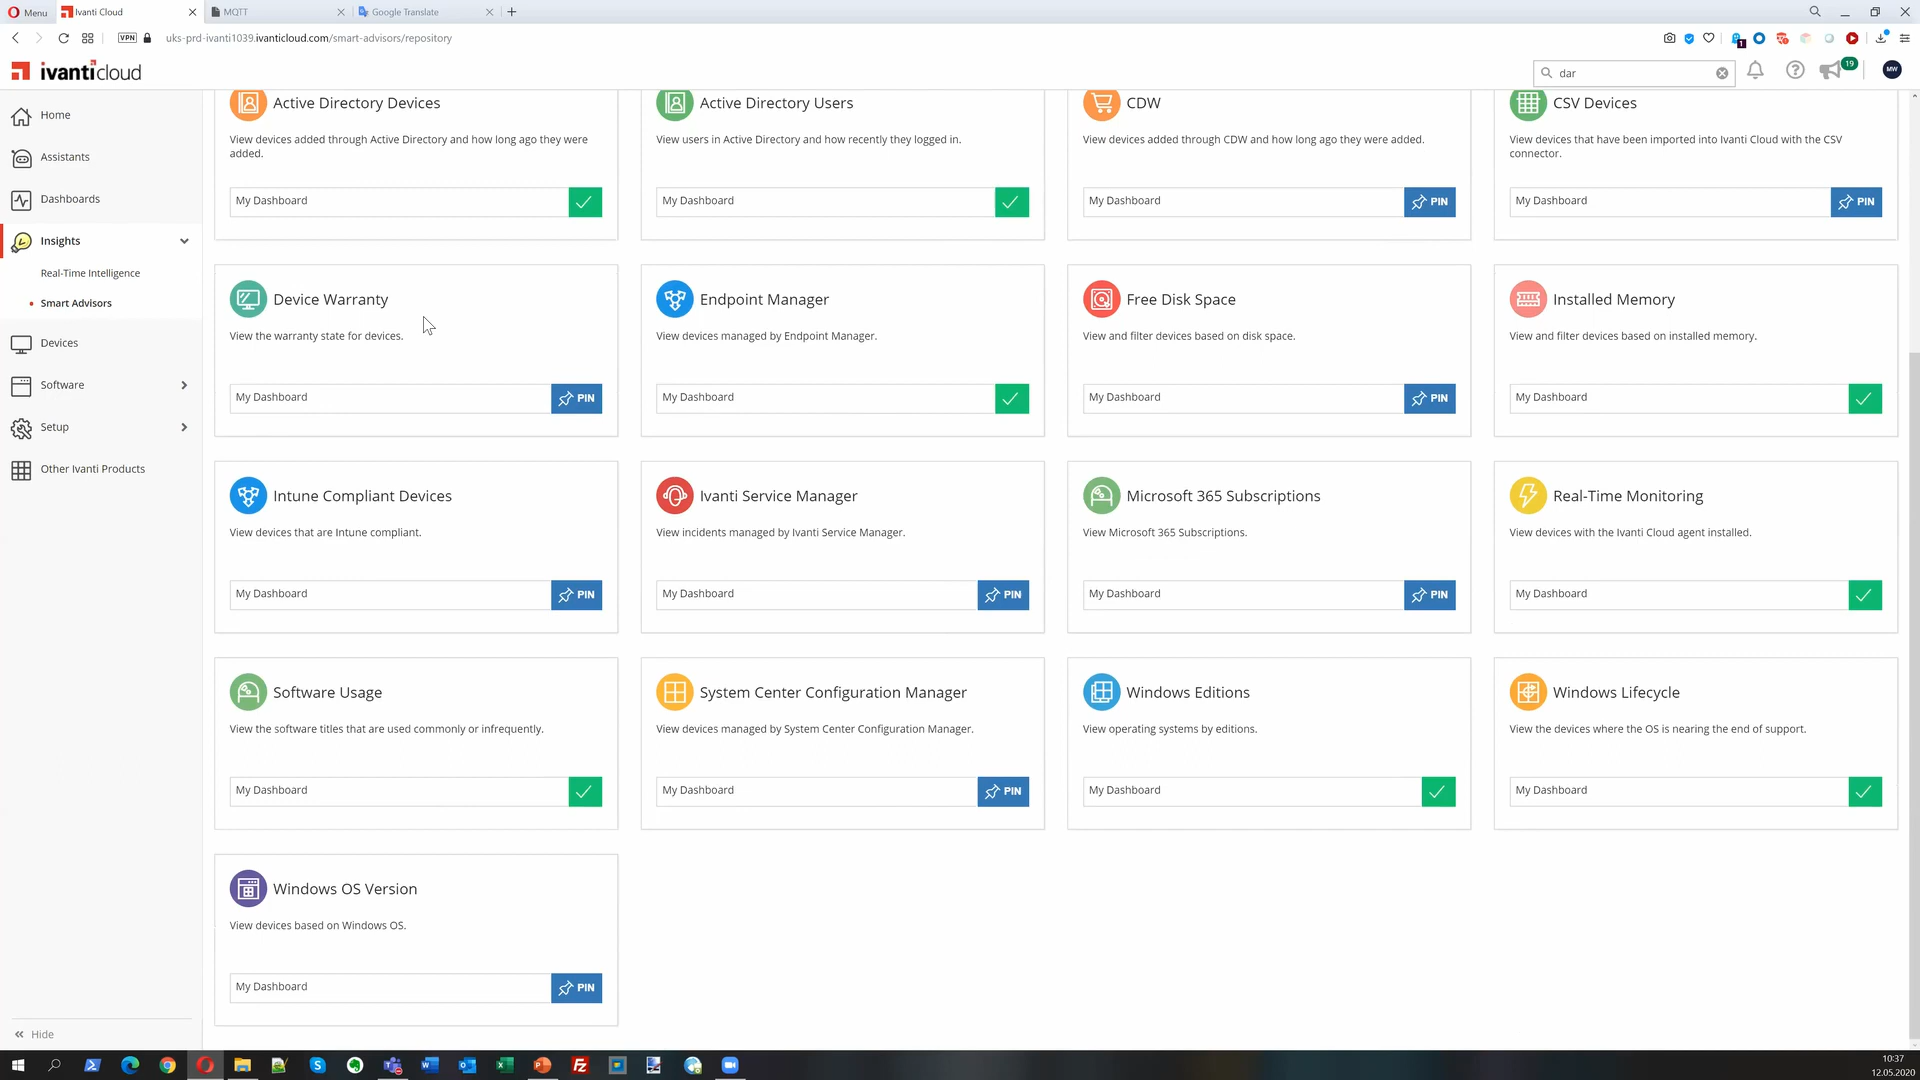 Menu
Ivanti Cloud
MQTT
Google Translate
VPN
uks-prd-ivanti1039.ivanticloud.com/smart-advisors/repository
1
ivanticloud
dar
19
MW
Home
Assistants
Dashboards
Insights
Real-Time Intelligence
Smart Advisors
Devices
Software
Setup
Other Ivanti Products
Hide
Active Directory Devices
View devices added through Active Directory and how long ago they were
added.
My Dashboard
Active Directory Users
View users in Active Directory and how recently they logged in.
My Dashboard
CDW
View devices added through CDW and how long ago they were added.
My Dashboard
PIN
CSV Devices
View devices that have been imported into Ivanti Cloud with the CSV
connector.
My Dashboard
PIN
Device Warranty
View the warranty state for devices.
My Dashboard
PIN
Endpoint Manager
View devices managed by Endpoint Manager.
My Dashboard
Free Disk Space
View and filter devices based on disk space.
My Dashboard
PIN
Installed Memory
View and filter devices based on installed memory.
My Dashboard
Intune Compliant Devices
View devices that are Intune compliant.
My Dashboard
PIN
Ivanti Service Manager
View incidents managed by Ivanti Service Manager.
My Dashboard
PIN
Microsoft 365 Subscriptions
View Microsoft 365 Subscriptions.
My Dashboard
PIN
Real-Time Monitoring
View devices with the Ivanti Cloud agent installed.
My Dashboard
Software Usage
View the software titles that are used commonly or infrequently.
My Dashboard
System Center Configuration Manager
View devices managed by System Center Configuration Manager.
My Dashboard
PIN
Windows Editions
View operating systems by editions.
My Dashboard
Windows Lifecycle
View the devices where the OS is nearing the end of support.
My Dashboard
Windows OS Version
View devices based on Windows OS.
My Dashboard
PIN
10:37
12.05.2020